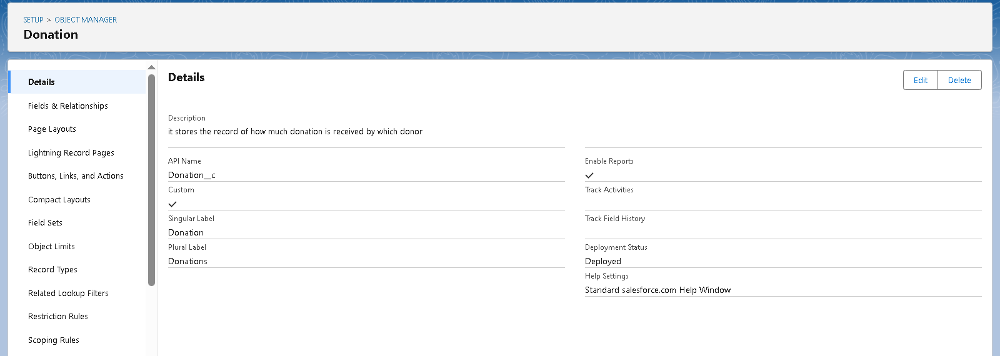 SETUP > OBJECT MANAGER
Donation
Details
Fields & Relationships
Page Layouts
Lightning Record Pages
Buttons, Links, and Actions
Compact Layouts
Field Sets
Object Limits
Record Types
Related Lookup Filters
Restriction Rules
Scoping Rules
Details
Edit
Delete
Description
it stores the record of how much donation is received by which donor
API Name
Donation__c
Custom
Singular Label
Donation
Plural Label
Donations
Enable Reports
Track Activities
Track Field History
Deployment Status
Deployed
Help Settings
Standard salesforce.com Help Window